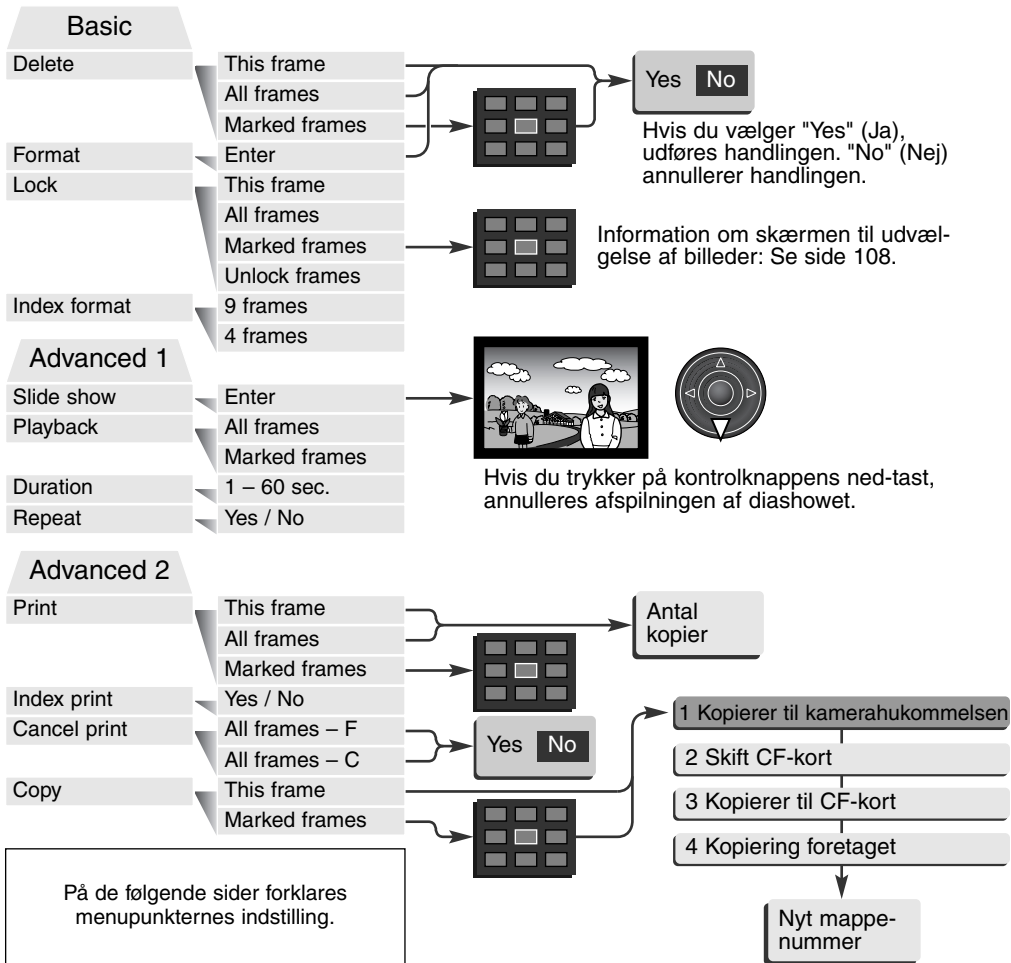 Basic
Delete
This frame
All frames
Marked frames
Yes No
Hvis du vælger "Yes" (Ja),
udføres handlingen. "No" (Nej)
annullerer handlingen.
Format
Enter
Lock
This frame
All frames
Marked frames
Unlock frames
Information om skærmen til udvæl-
gelse af billeder: Se side 108.
Index format
9 frames
4 frames
Advanced 1
Slide show
Enter
Playback
All frames
Marked frames
Duration
1 – 60 sec.
Repeat
Yes / No
Hvis du trykker på kontrolknappens ned-tast,
annulleres afspilningen af diashowet.
Advanced 2
Print
This frame
All frames
Marked frames
Antal
kopier
Index print
Yes / No
Cancel print
All frames – F
All frames – C
Yes No
Copy
This frame
Marked frames
1 Kopierer til kamerahukommelsen
2 Skift CF-kort
3 Kopierer til CF-kort
4 Kopiering foretaget
Nyt mappe-
nummer
På de følgende sider forklares
menupunkternes indstilling.